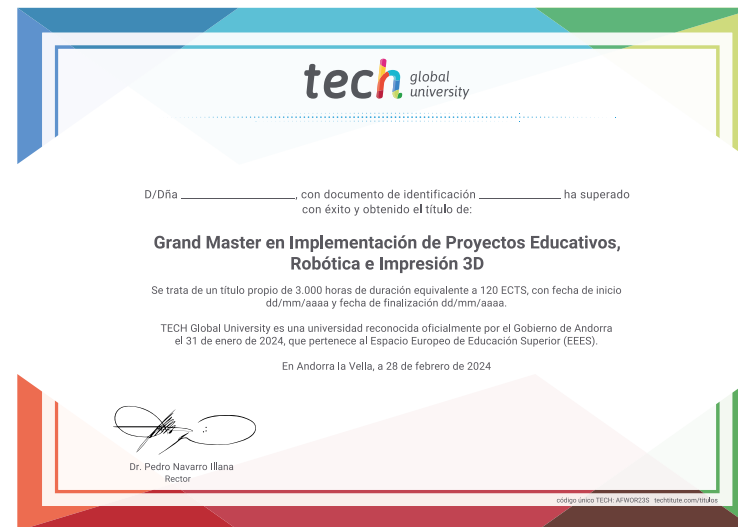 tech global university
D/Dña ____________________, con documento de identificación ______________ ha superado
con éxito y obtenido el título de:
Grand Master en Implementación de Proyectos Educativos,
Robótica e Impresión 3D
Se trata de un título propio de 3.000 horas de duración equivalente a 120 ECTS, con fecha de inicio
dd/mm/aaaa y fecha de finalización dd/mm/aaaa.
TECH Global University es una universidad reconocida oficialmente por el Gobierno de Andorra
el 31 de enero de 2024, que pertenece al Espacio Europeo de Educación Superior (EEES).
En Andorra la Vella, a 28 de febrero de 2024
Dr. Pedro Navarro Illana
Rector
código único TECH: AFWOR23S techtitute.com/titulos